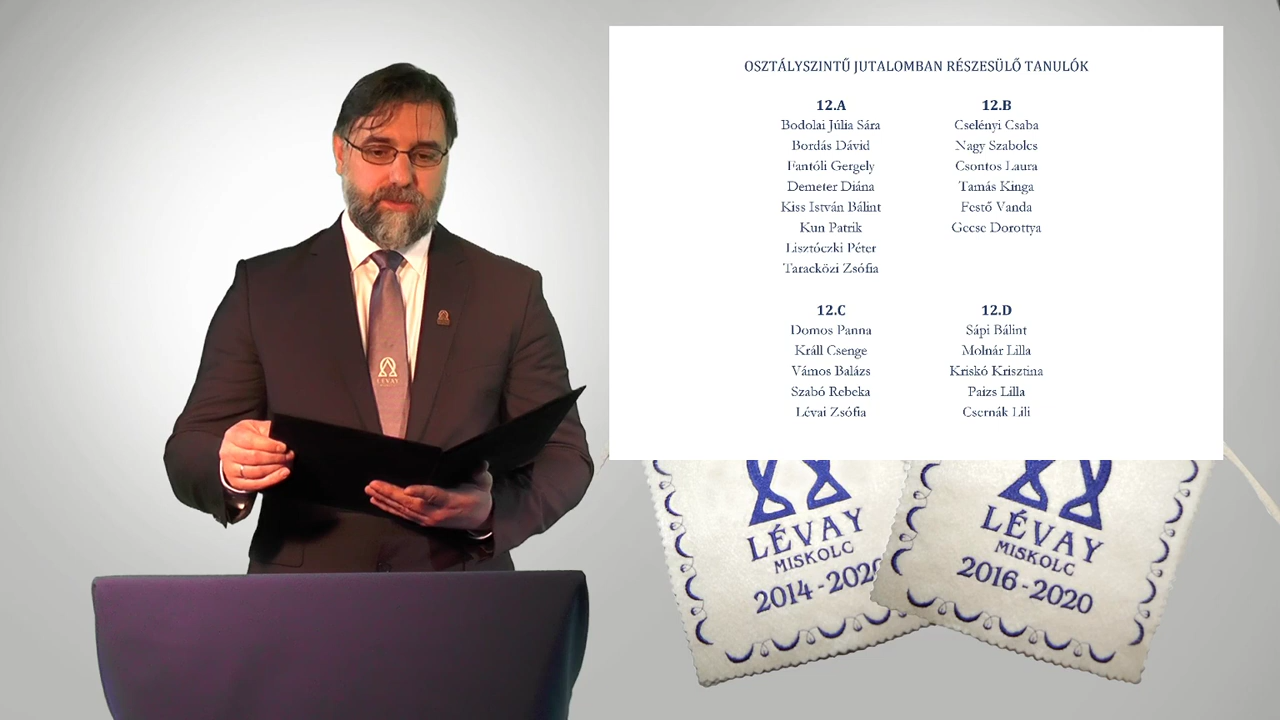 OSZTÁLYSZINTŰ JUTALOMBAN RÉSZESÜLŐ TANULÓK
12.A
Bodolai Júlia Sára
Bordás Dávid
Fantóli Gergely
Demeter Diána
Kiss István Bálint
Kun Patrik
Lisztóczki Péter
Taracközi Zsófia
12.B
Cselényi Csaba
Nagy Szabolcs
Csontos Laura
Tamás Kinga
Festő Vanda
Gecse Dorottya
12.C
Domos Panna
Králl Csenge
Vámos Balázs
Szabó Rebeka
Lévai Zsófia
12.D
Sápi Bálint
Molnár Lilla
Kriskó Krisztina
Paizs Lilla
Csernák Lili
LÉVAY
LÉVAY
MISKOLC
2014-2020
LÉVAY
MISKOLC
2016-2020